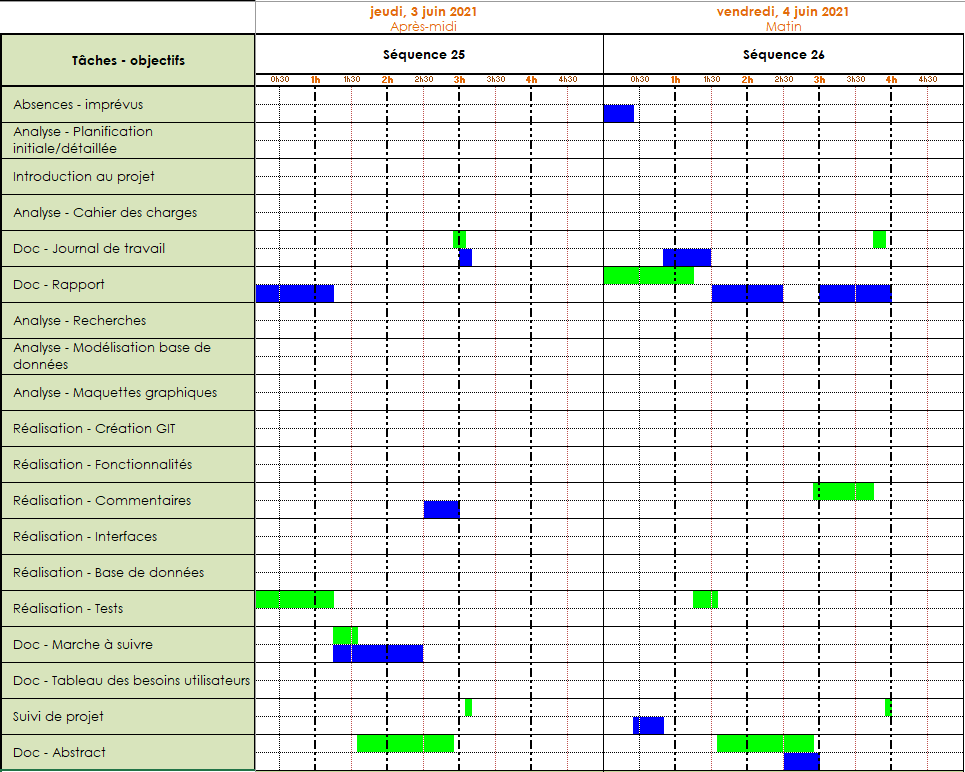 jeudi, 3 juin 2021
Après-midi
vendredi, 4 juin 2021
Matin
Tâches - objectifs
Séquence 25
Séquence 26
0h30 1h 1h30 2h 2h30 3h 3h30 4h 4h30
0h30 1h 1h30 2h 2h30 3h 3h30 4h 4h30
Absences - imprévus
Analyse - Planification
initiale/détaillée
Introduction au projet
Analyse - Cahier des charges
Doc - Journal de travail
Doc - Rapport
Analyse - Recherches
Analyse - Modélisation base de
données
Analyse - Maquettes graphiques
Réalisation - Création GIT
Réalisation - Fonctionnalités
Réalisation - Commentaires
Réalisation - Interfaces
Réalisation - Base de données
Réalisation - Tests
Doc - Marche à suivre
Doc - Tableau des besoins utilisateurs
Suivi de projet
Doc - Abstract